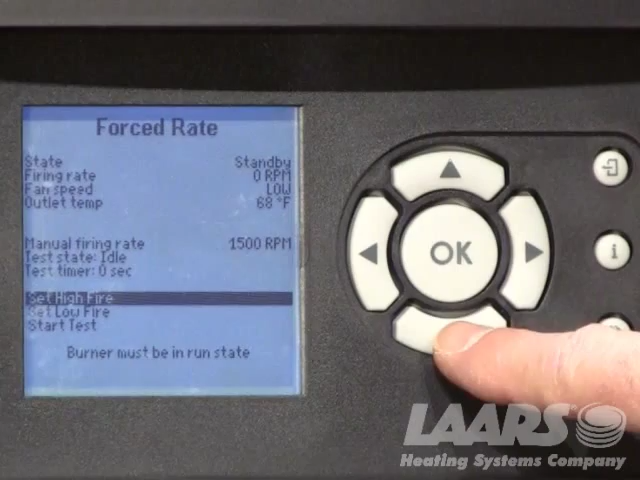 Forced Rate
State Standby
Firing rate 0 RPM
Fan speed LOW
Outlet temp 68 °F
Manual firing rate 1500 RPM
Test state: Idle
Test timer: 0 sec
Set High Fire
Set Low Fire
Start Test
Burner must be in run state
OK
i
LAARS
Heating Systems Company